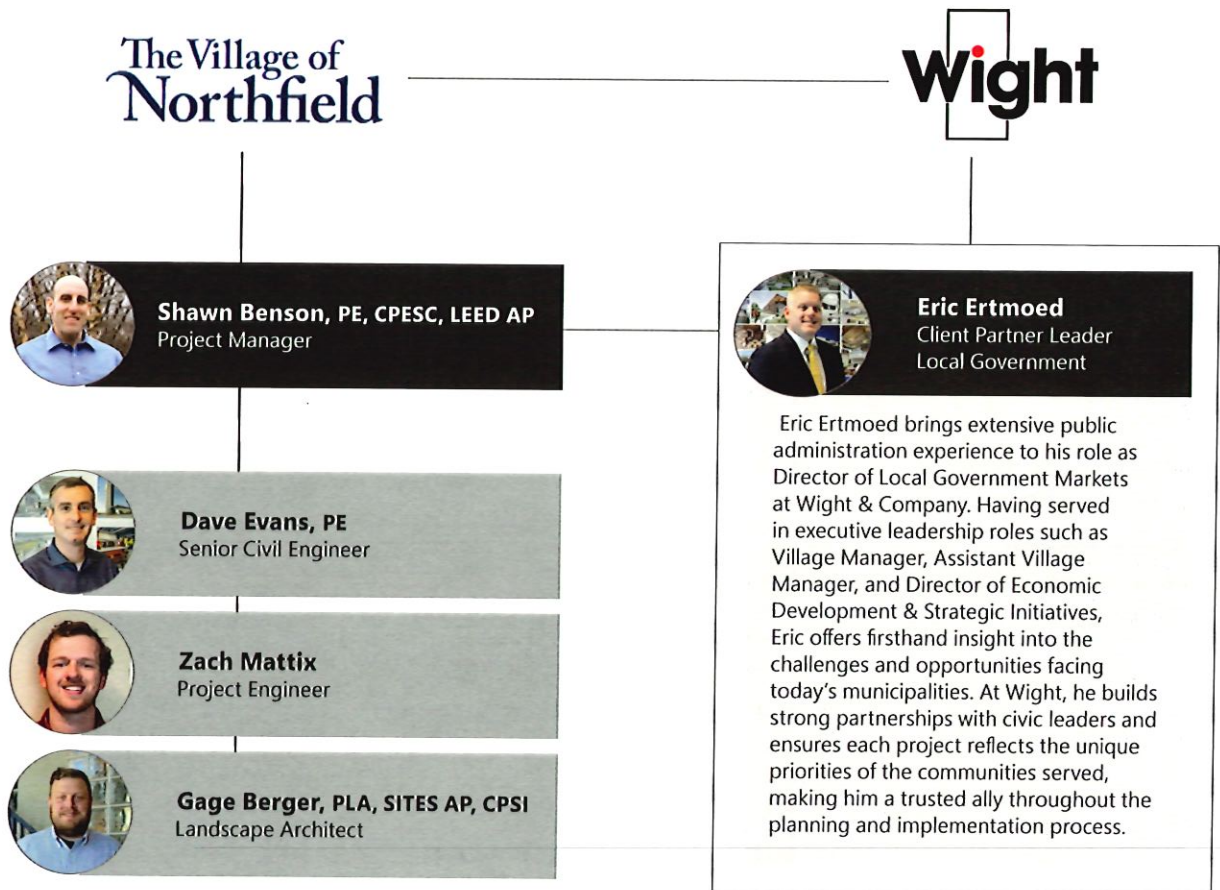 The Village of
Northfield
Wight
Shawn Benson, PE, CPESC, LEED AP
Project Manager
Dave Evans, PE
Senior Civil Engineer
Zach Mattix
Project Engineer
Gage Berger, PLA, SITES AP, CPSI
Landscape Architect
Eric Ertmoed
Client Partner Leader
Local Government
Eric Ertmoed brings extensive public
administration experience to his role as
Director of Local Government Markets
at Wight & Company. Having served
in executive leadership roles such as
Village Manager, Assistant Village
Manager, and Director of Economic
Development & Strategic Initiatives,
Eric offers firsthand insight into the
challenges and opportunities facing
today's municipalities. At Wight, he builds
strong partnerships with civic leaders and
ensures each project reflects the unique
priorities of the communities served,
making him a trusted ally throughout the
planning and implementation process.